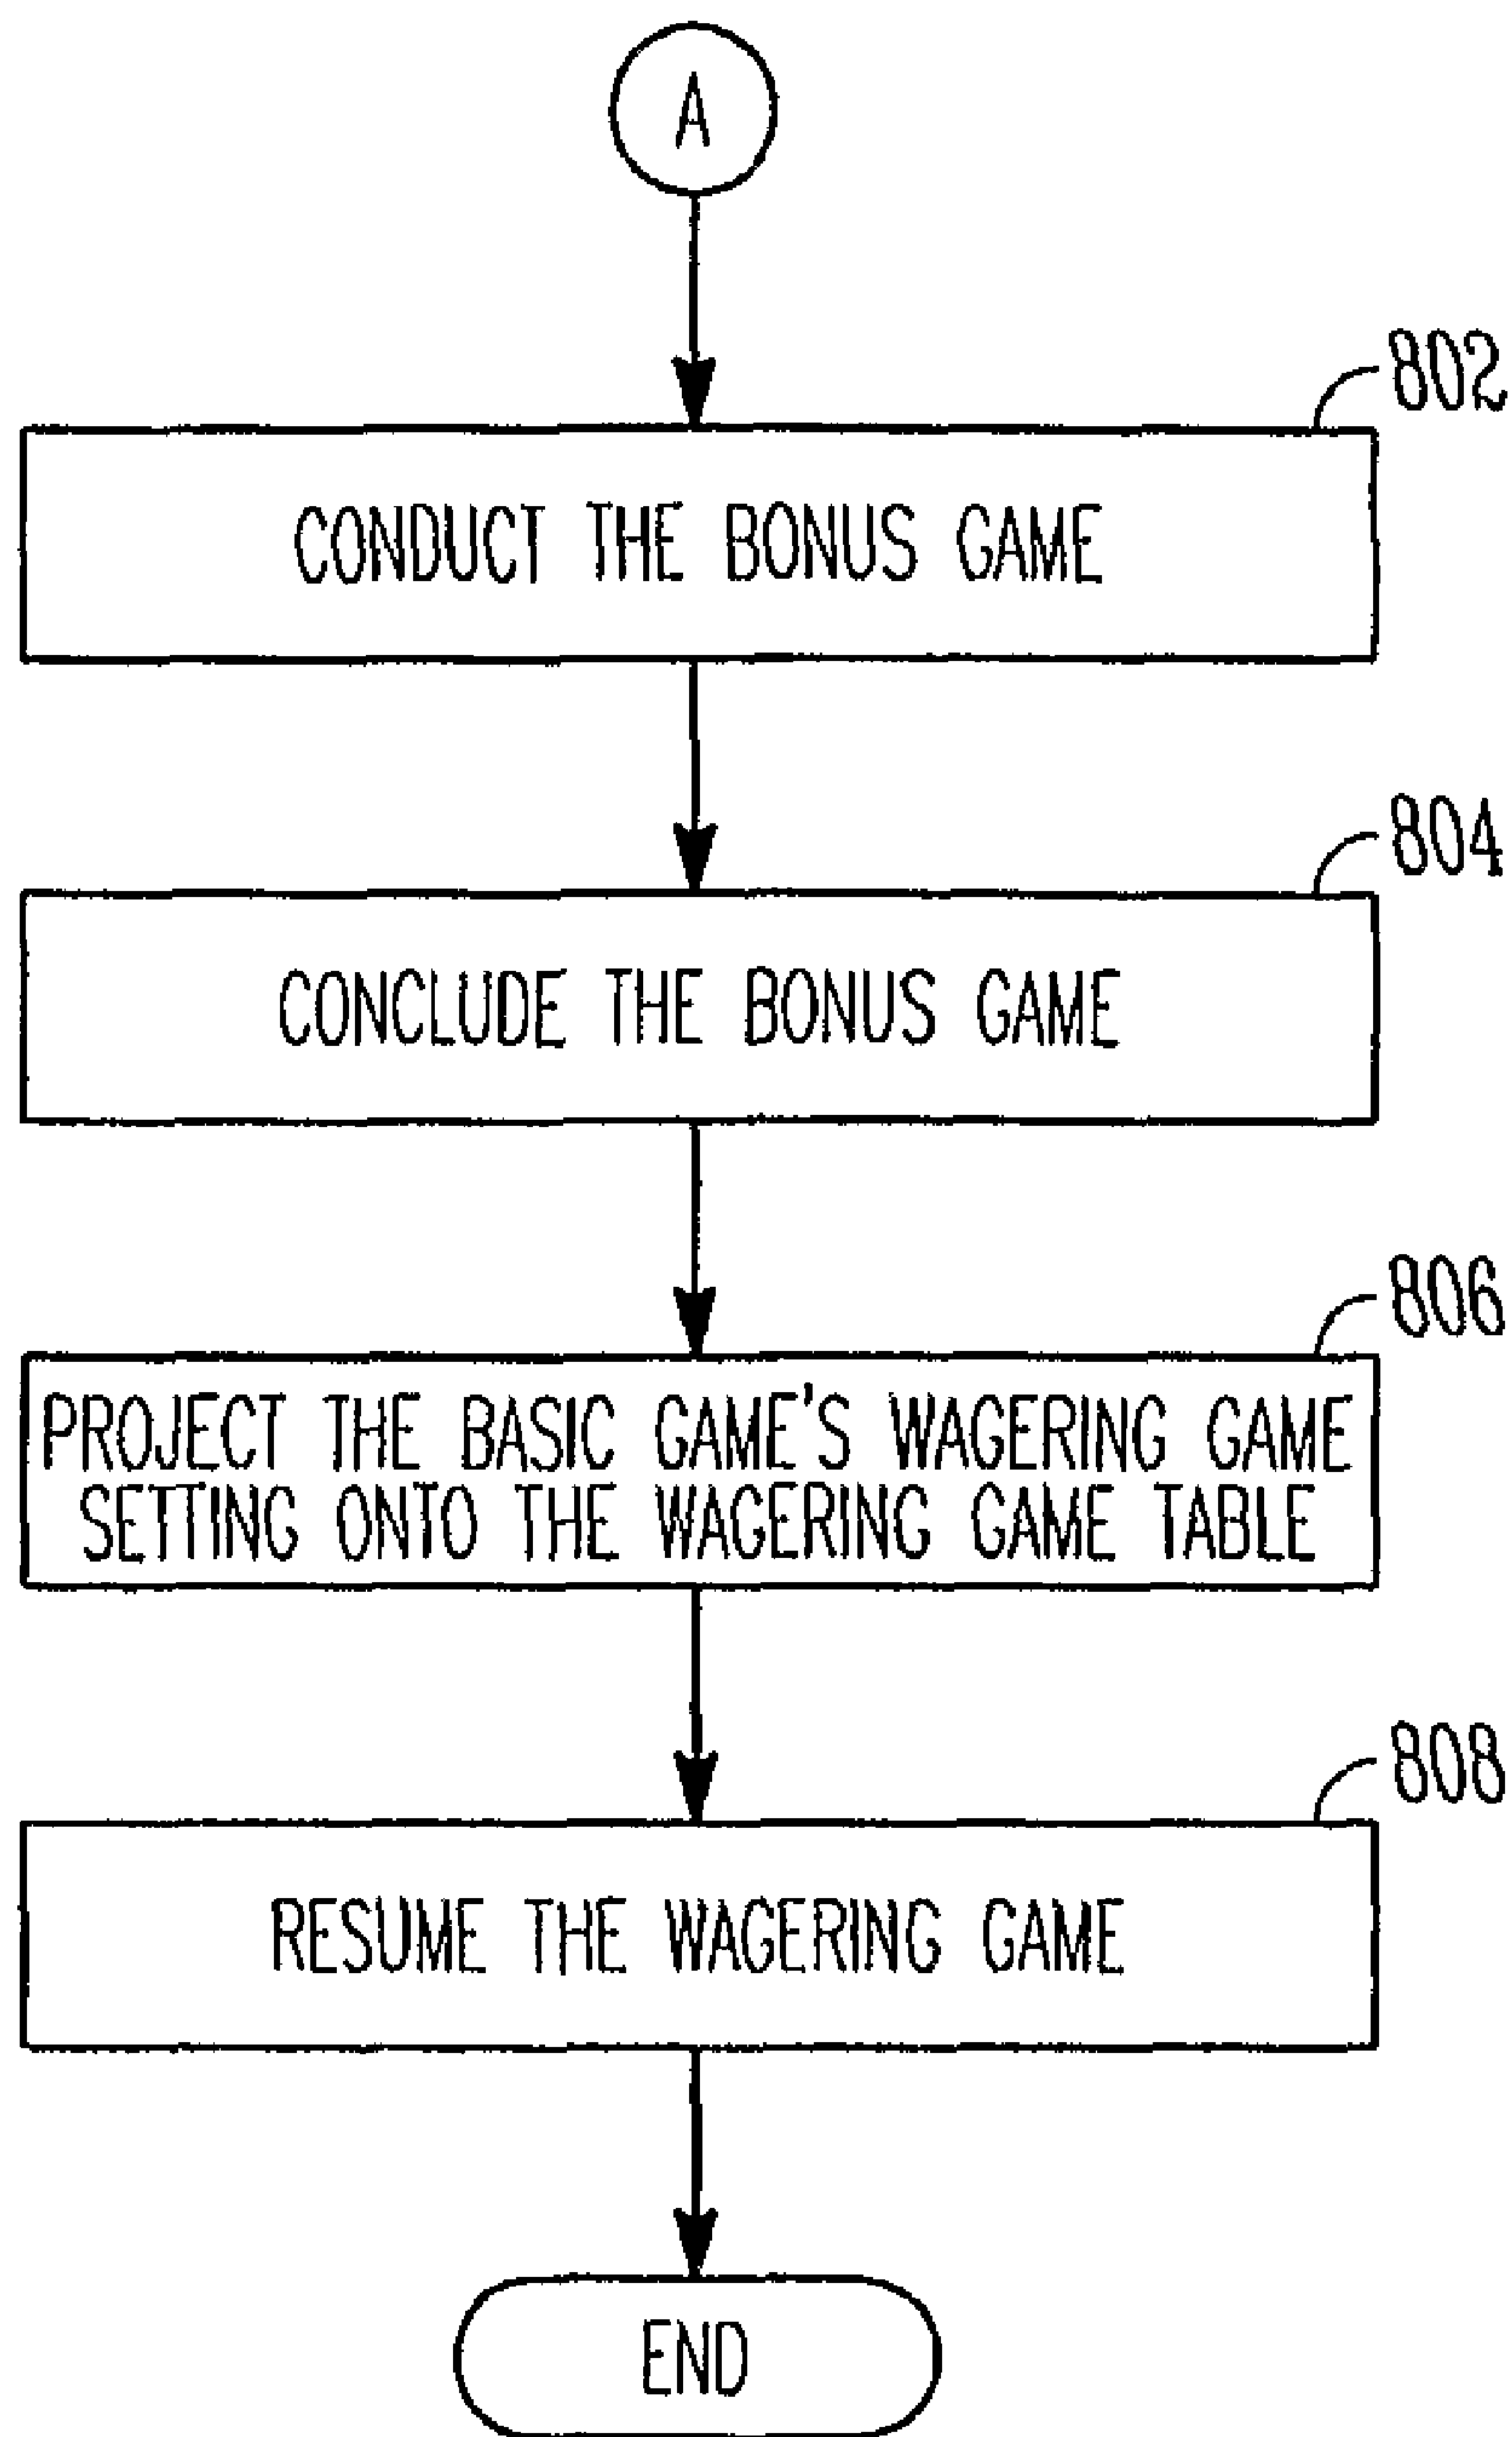 A
802
CONDUCT THE BONUS GAME
804
CONCLUDE THE BONUS GAME
806
PROJECT THE BASIC GAME'S WAGERING GAME
SETTING ONTO THE WAGERING GAME TABLE
808
RESUME THE WAGERING GAME
END